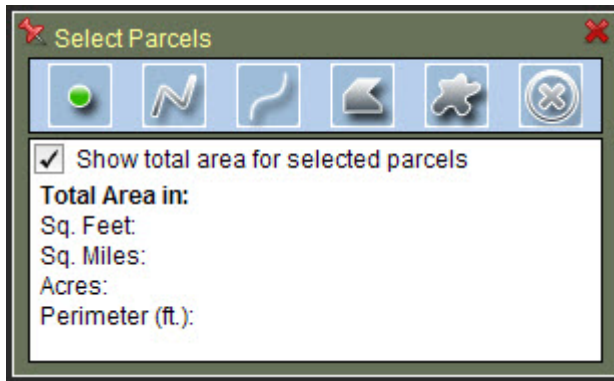 Select Parcels
Show total area for selected parcels
Total Area in:
Sq. Feet:
Sq. Miles:
Acres:
Perimeter (ft.):